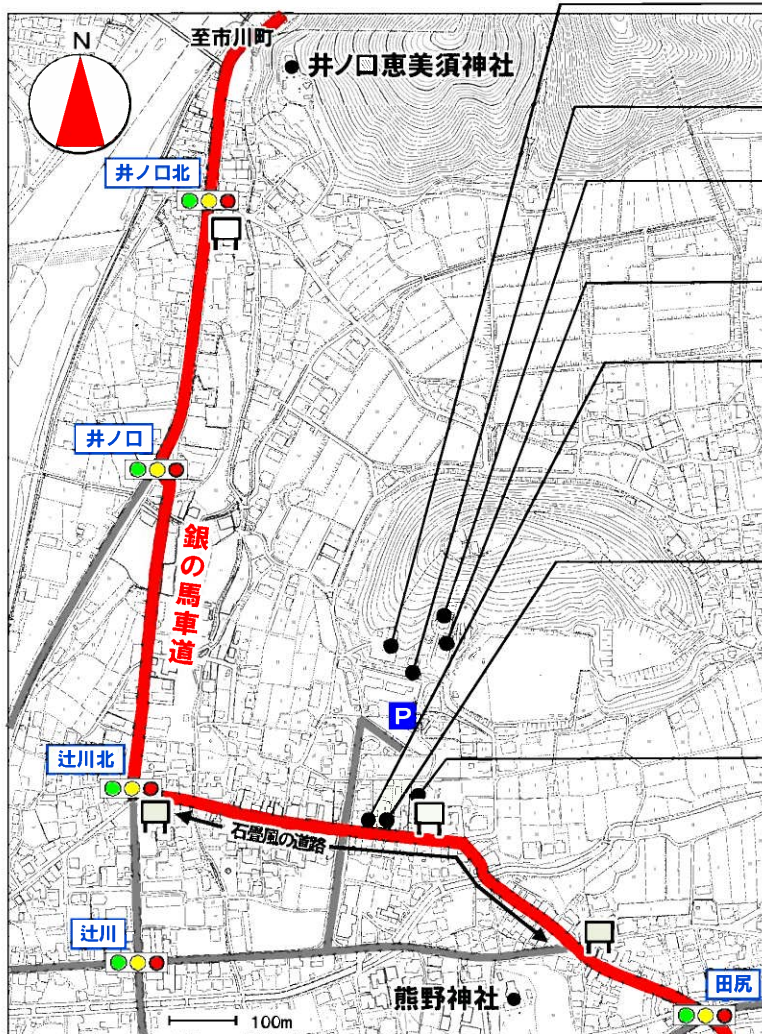 至市川町
N
井ノ口恵美須神社
井ノ口北
井ノ口
銀の馬車道
P
辻川北
石畳風の道路
辻川
熊野神社
田尻
100m